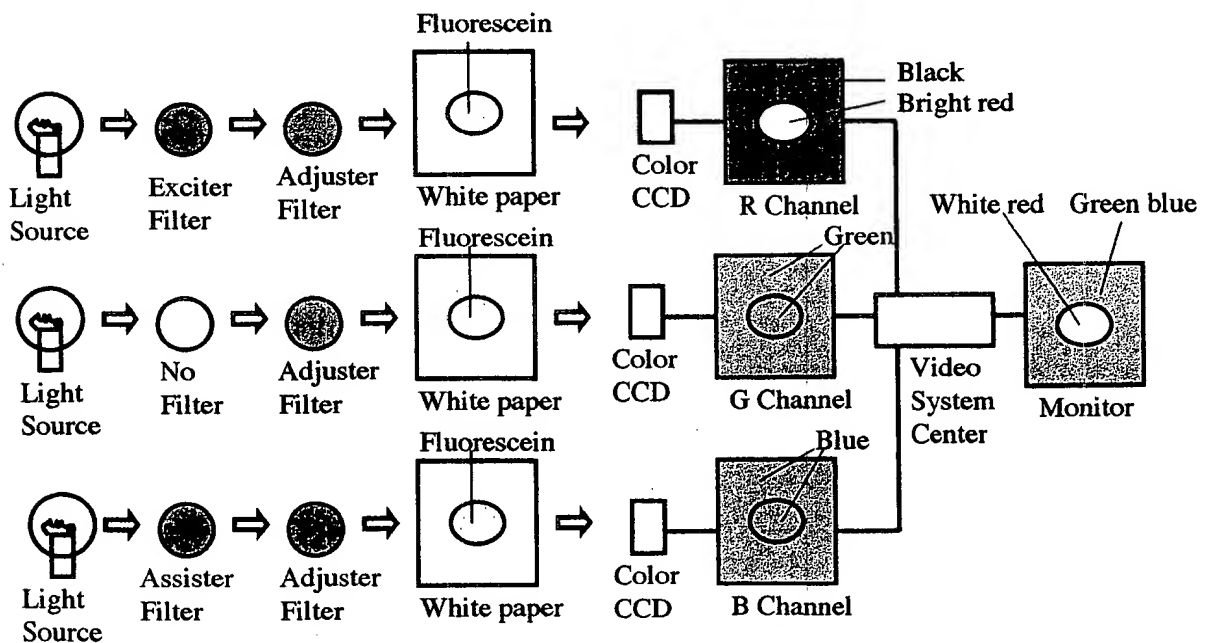 Fluorescein
Black
Bright red
Light
Source
Exciter
Filter
Adjuster
Filter
White paper
Color
CCD
R Channel
White red
Green blue
Fluorescein
Green
Light
Source
No
Filter
Adjuster
Filter
White paper
Color
CCD
G Channel
Video
System
Center
Monitor
Fluorescein
Blue
Light
Source
Assister
Filter
Adjuster
Filter
White paper
Color
CCD
B Channel